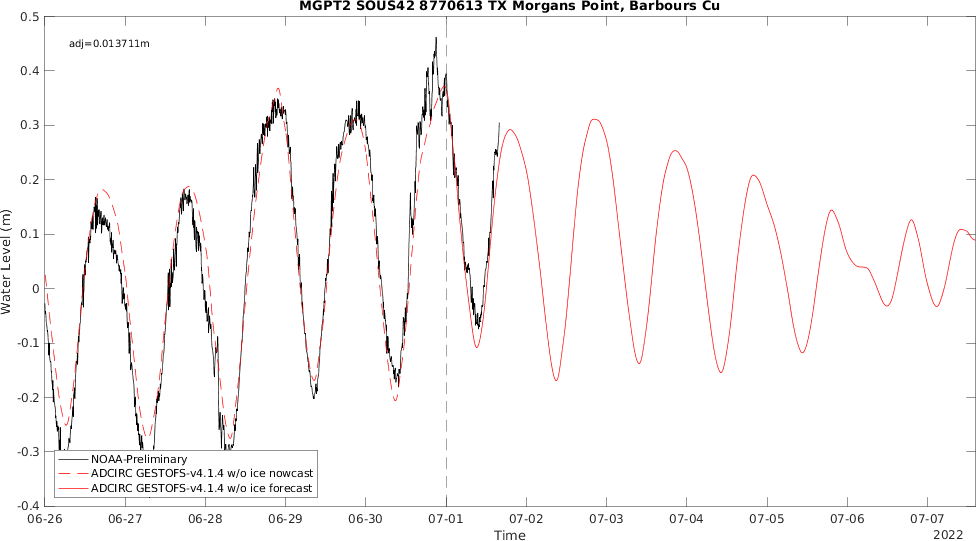 MGPT2 SOUS42 8770613 TX Morgans Point, Barbours Cu
adj=0.013711m
Water Level (m)
0.5
0.4
0.3
0.2
0.1
0
-0.1
-0.2
-0.3
-0.4
NOAA-Preliminary
ADCIRC GESTOFS-v4.1.4 w/o ice nowcast
ADCIRC GESTOFS-v4.1.4 w/o ice forecast
06-26 06-27 06-28 06-29 06-30 07-01 07-02 07-03 07-04 07-05 07-06 07-07
Time
2022